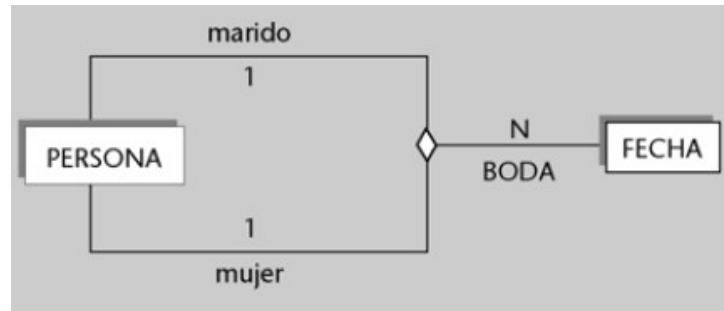 marido
1
PERSONA
N
BODA
FECHA
1
mujer